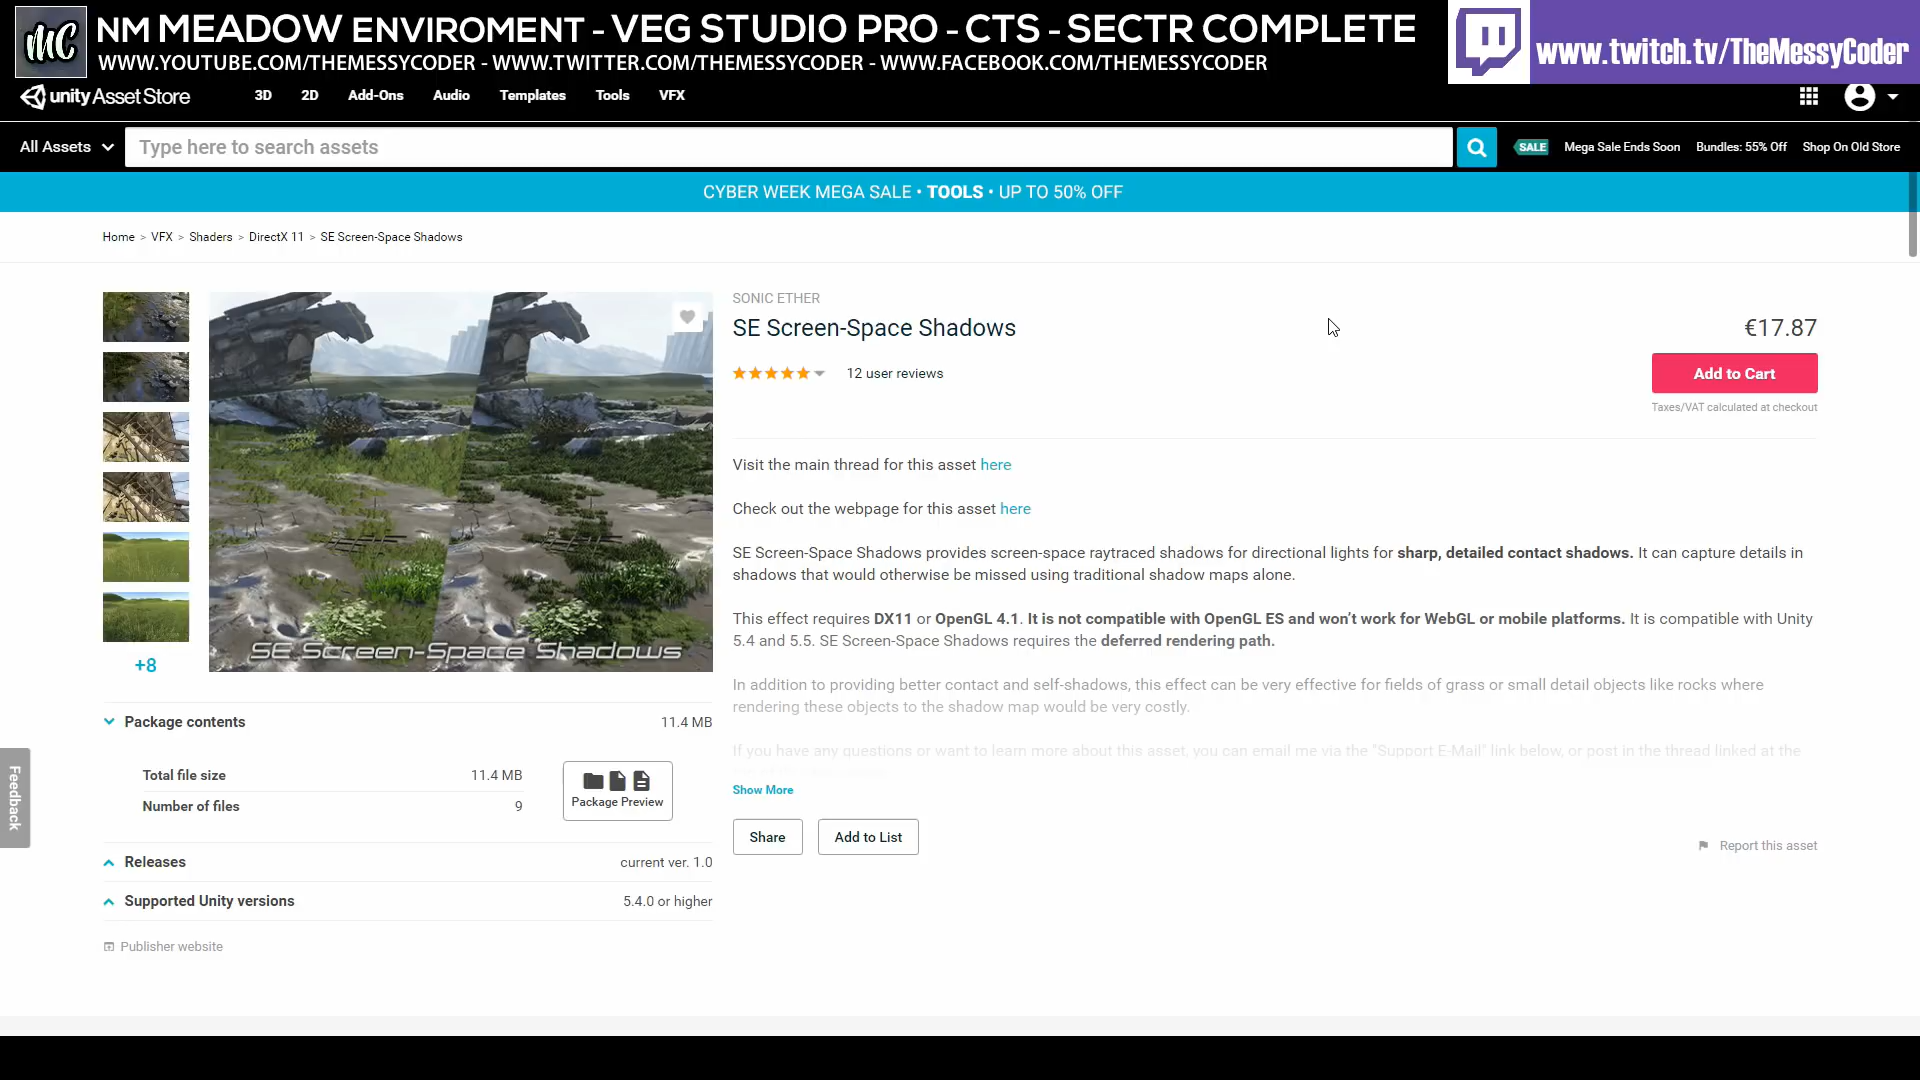 MC
NM MEADOW ENVIROMENT - VEG STUDIO PRO - CTS - SECTR COMPLETE
WWW.YOUTUBE.COM/THEMESSYCODER - WWW.TWITTER.COM/THEMESSYCODER - WWW.FACEBOOK.COM/THEMESSYCODER
www.twitch.tv/TheMessyCoder
unity Asset Store
3D 2D Add-Ons Audio Templates Tools VFX
All Assets Type here to search assets
SALE Mega Sale Ends Soon Bundles: 55% Off Shop On Old Store
CYBER WEEK MEGA SALE • TOOLS • UP TO 50% OFF
Home > VFX > Shaders > DirectX 11 > SE Screen-Space Shadows
+8
SE Screen-Space Shadows
Package contents 11.4 MB
Total file size 11.4 MB
Number of files 9
Package Preview
Releases current ver. 1.0
Supported Unity versions 5.4.0 or higher
Publisher website
Feedback
SONIC ETHER
SE Screen-Space Shadows
12 user reviews
€17.87
Add to Cart
Taxes/VAT calculated at checkout
Visit the main thread for this asset here
Check out the webpage for this asset here
SE Screen-Space Shadows provides screen-space raytraced shadows for directional lights for sharp, detailed contact shadows. It can capture details in
shadows that would otherwise be missed using traditional shadow maps alone.
This effect requires DX11 or OpenGL 4.1. It is not compatible with OpenGL ES and won't work for WebGL or mobile platforms. It is compatible with Unity
5.4 and 5.5. SE Screen-Space Shadows requires the deferred rendering path.
In addition to providing better contact and self-shadows, this effect can be very effective for fields of grass or small detail objects like rocks where
rendering these objects to the shadow map would be very costly.
If you have any questions or want to learn more about this asset, you can email me via the "Support E-Mail" link below, or post in the thread linked at the
Show More
Share Add to List
Report this asset